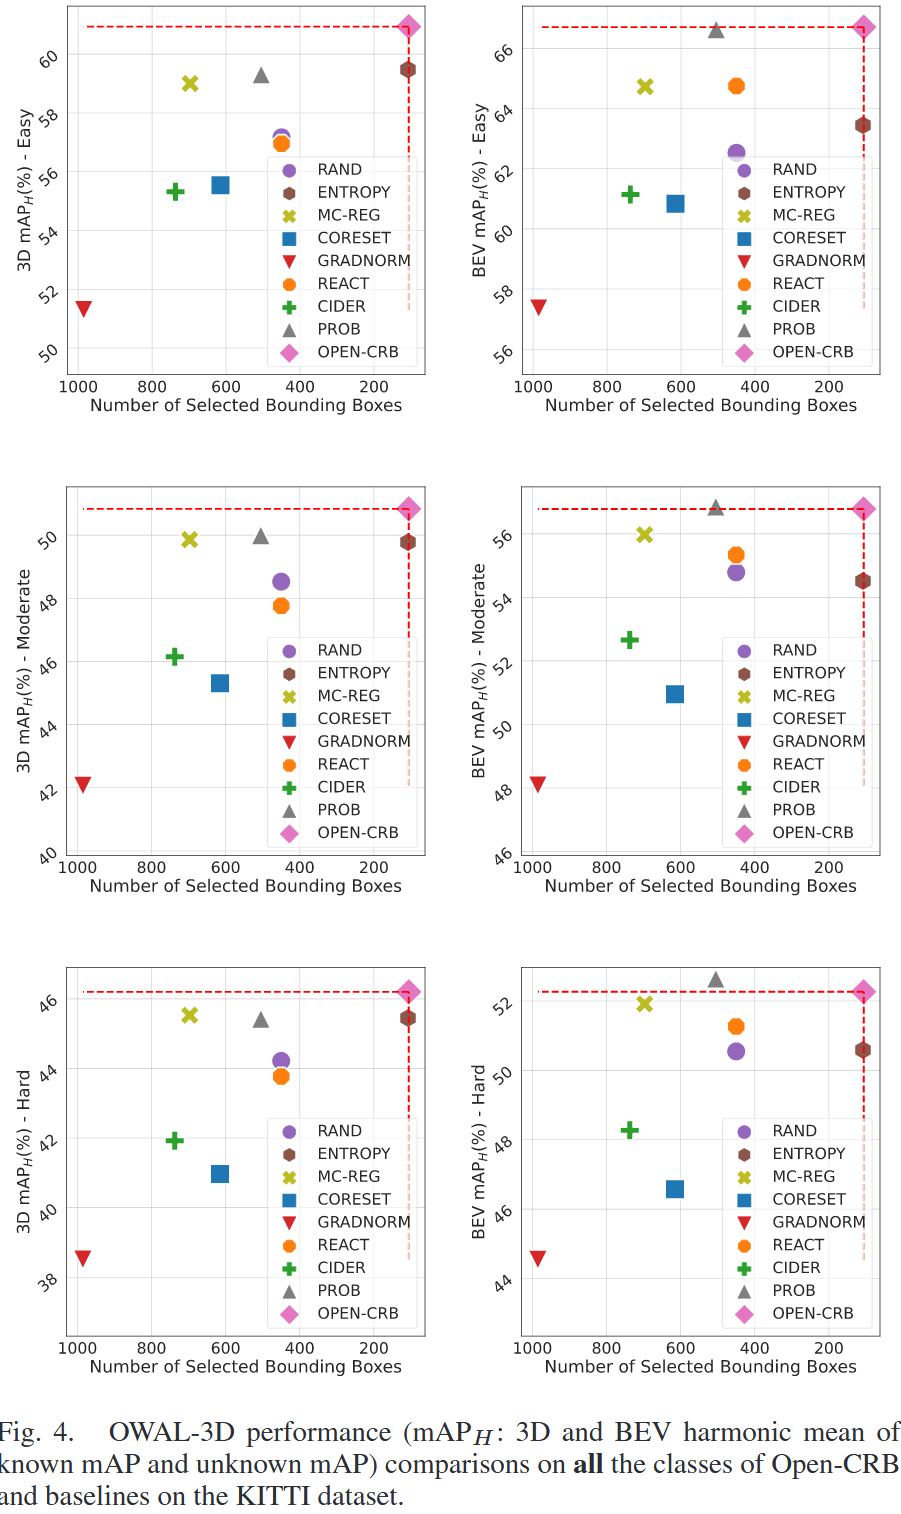 60
58
56
54
52
50
3D mAP_H(%) - Easy
RAND
ENTROPY
MC-REG
CORESET
GRADNORM
REACT
CIDER
PROB
OPEN-CRB
1000 800 600 400 200
Number of Selected Bounding Boxes
66
64
62
60
58
56
BEV mAP_H(%) - Easy
RAND
ENTROPY
MC-REG
CORESET
GRADNORM
REACT
CIDER
PROB
OPEN-CRB
1000 800 600 400 200
Number of Selected Bounding Boxes
50
48
46
44
42
40
3D mAP_H(%) - Moderate
RAND
ENTROPY
MC-REG
CORESET
GRADNORM
REACT
CIDER
PROB
OPEN-CRB
1000 800 600 400 200
Number of Selected Bounding Boxes
56
54
52
50
48
46
BEV mAP_H(%) - Moderate
RAND
ENTROPY
MC-REG
CORESET
GRADNORM
REACT
CIDER
PROB
OPEN-CRB
1000 800 600 400 200
Number of Selected Bounding Boxes
46
44
42
40
38
3D mAP_H(%) - Hard
RAND
ENTROPY
MC-REG
CORESET
GRADNORM
REACT
CIDER
PROB
OPEN-CRB
1000 800 600 400 200
Number of Selected Bounding Boxes
52
50
48
46
44
BEV mAP_H(%) - Hard
RAND
ENTROPY
MC-REG
CORESET
GRADNORM
REACT
CIDER
PROB
OPEN-CRB
1000 800 600 400 200
Number of Selected Bounding Boxes
Fig. 4. OWAL-3D performance (mAP_H: 3D and BEV harmonic mean of
known mAP and unknown mAP) comparisons on all the classes of Open-CRB
and baselines on the KITTI dataset.